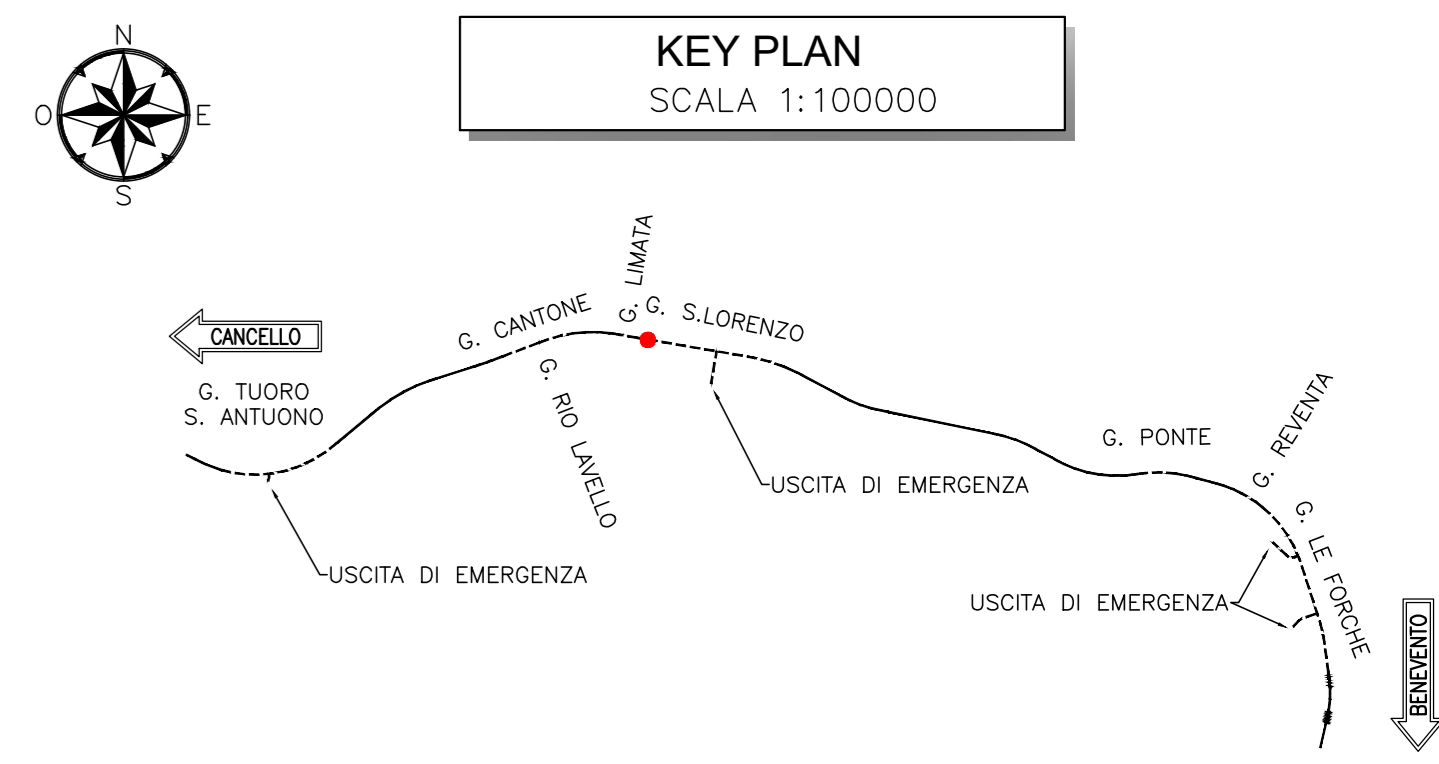 N
O
E
S
KEY PLAN
SCALA 1:100000
CANCELLO
G. TUORO
S. ANTUONO
G. CANTONE
G. LIMATA
G. S.LORENZO
G. RIO LAVELLO
USCITA DI EMERGENZA
USCITA DI EMERGENZA
G. PONTE
G. REVENTA
G. LE FORCHE
USCITA DI EMERGENZA
BENEVENTO